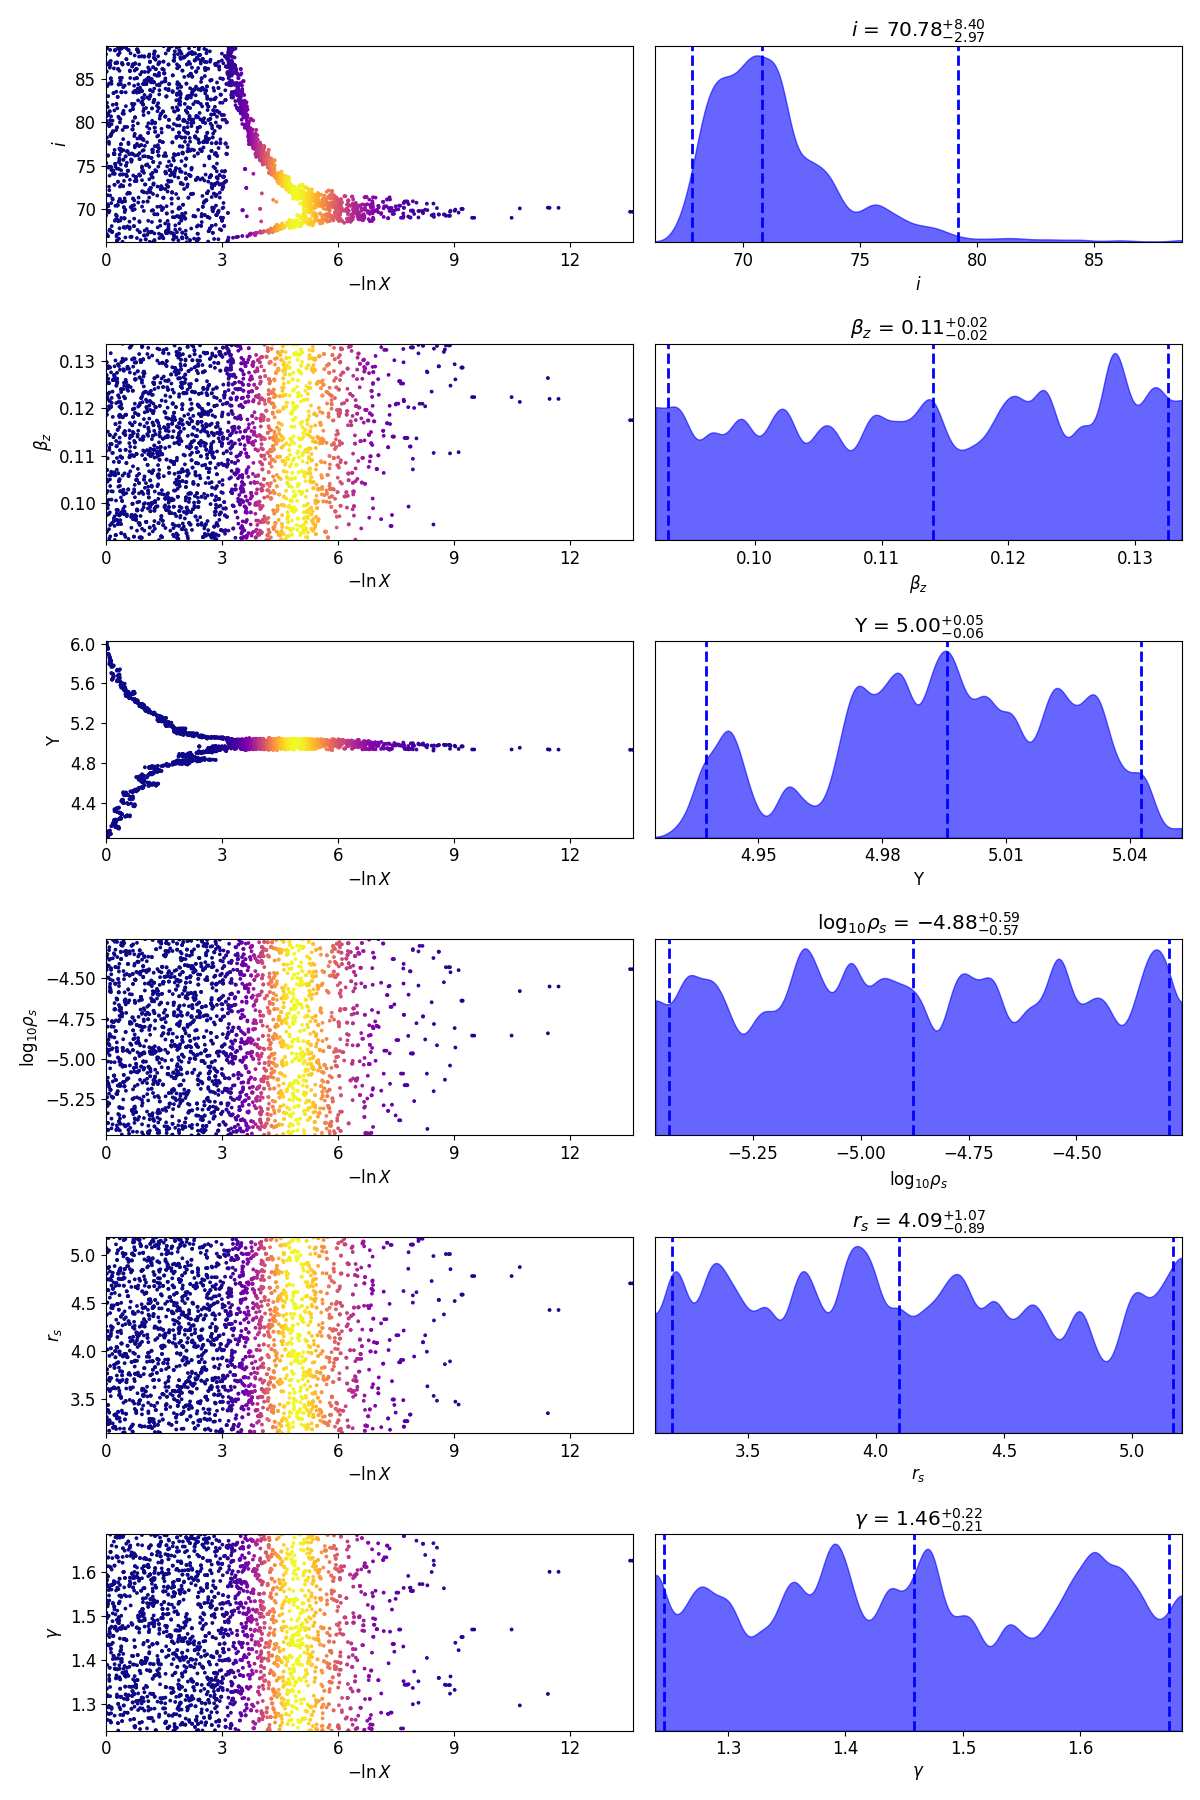 i = 70.78 +8.40 −2.97
85
80
75
70
i
0 3 6 9 12
70 75 80 85
−ln X
i
βz = 0.11 +0.02 −0.02
0.13
0.12
0.11
0.10
βz
0 3 6 9 12
0.10 0.11 0.12 0.13
−ln X
βz
Y = 5.00 +0.05 −0.06
6.0
5.6
5.2
4.8
4.4
Y
0 3 6 9 12
4.95 4.98 5.01 5.04
−ln X
Y
log10ρs = −4.88 +0.59 −0.57
−4.50
−4.75
−5.00
−5.25
log10ρs
0 3 6 9 12
−5.25 −5.00 −4.75 −4.50
−ln X
log10ρs
rs = 4.09 +1.07 −0.89
5.0
4.5
4.0
3.5
rs
0 3 6 9 12
3.5 4.0 4.5 5.0
−ln X
rs
γ = 1.46 +0.22 −0.21
1.6
1.5
1.4
1.3
γ
0 3 6 9 12
1.3 1.4 1.5 1.6
−ln X
γ